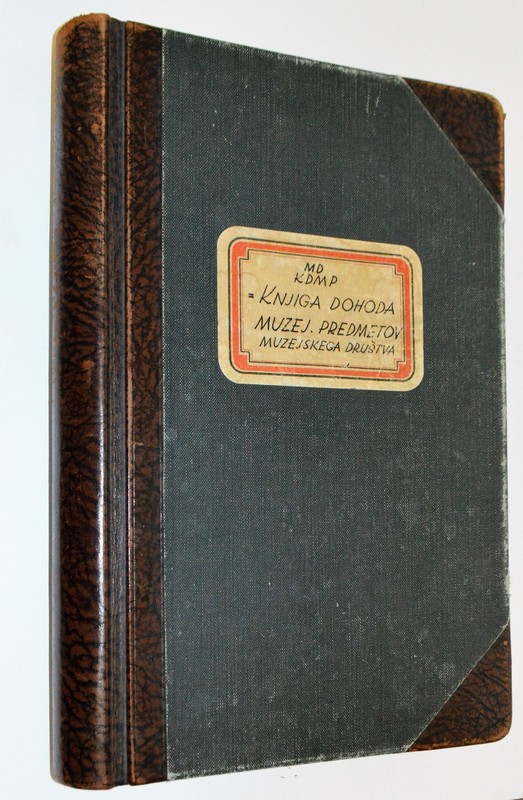 MD
KDMP
= KNJIGA DOHODA
MUZEJ. PREDMETOV
MUZEJSKEGA DRUŠTVA